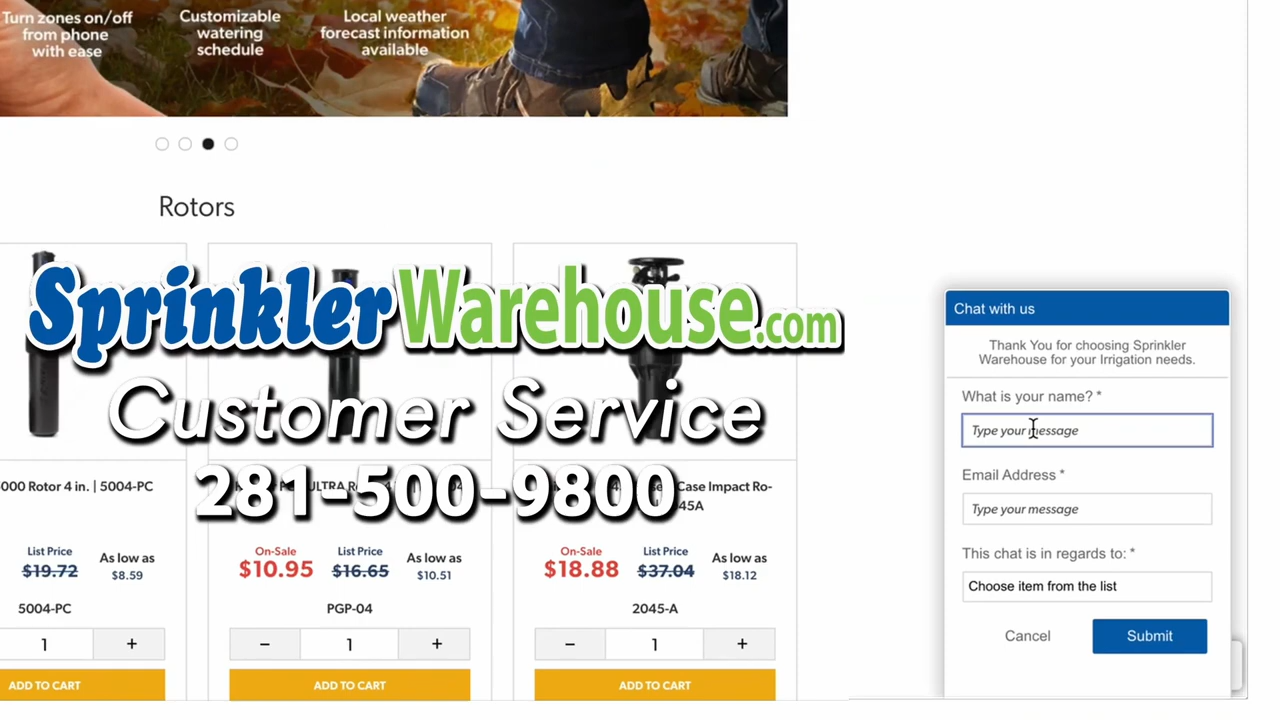 Turn zones on/off
from phone
with ease
Customizable
watering
schedule
Local weather
forecast information
available
Rotors
SprinklerWarehouse.com
Customer Service
281-500-9800
000 Rotor 4 in. | 5004-PC
ULTRA
Case Impact Ro-
45A
List Price
$19.72
As low as
$8.59
5004-PC
1 +
ADD TO CART
On-Sale
$10.95
List Price
$16.65
As low as
$10.51
PGP-04
− 1 +
ADD TO CART
On-Sale
$18.88
List Price
$37.04
As low as
$18.12
2045-A
− 1 +
ADD TO CART
Chat with us
Thank You for choosing Sprinkler
Warehouse for your Irrigation needs.
What is your name? *
Type your message
Email Address *
Type your message
This chat is in regards to: *
Choose item from the list
Cancel
Submit